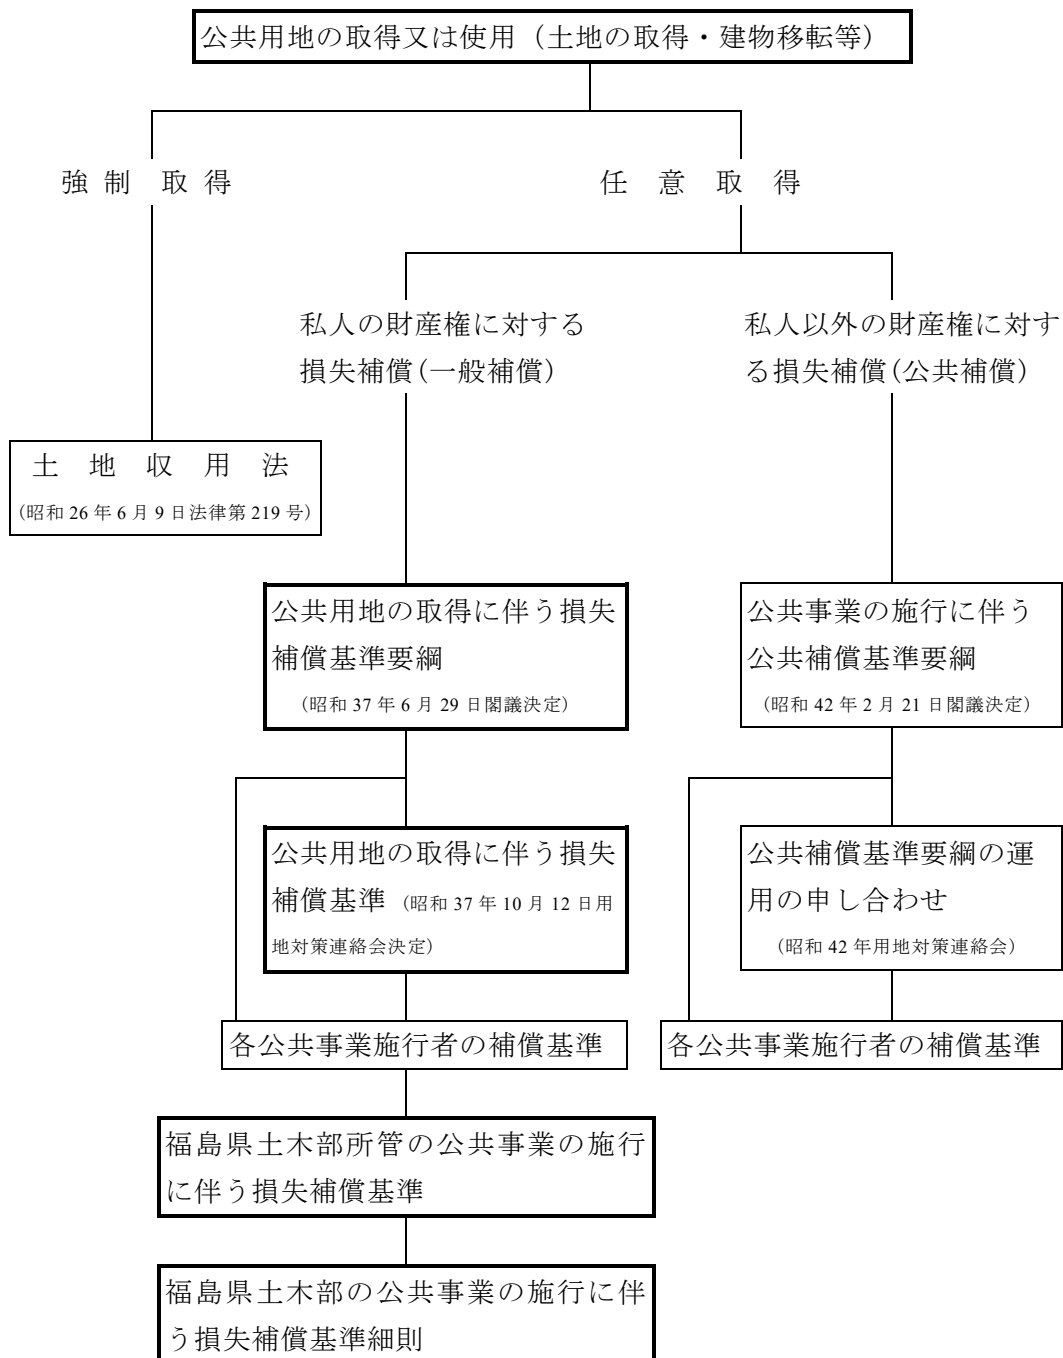 公共用地の取得又は使用（土地の取得・建物移転等）
強制取得
任意取得
私人の財産権に対する
損失補償(一般補償)
私人以外の財産権に対す
る損失補償(公共補償)
土地収用法
(昭和 26 年 6 月 9 日法律第 219 号)
公共用地の取得に伴う損失
補償基準要綱
(昭和 37 年 6 月 29 日閣議決定)
公共事業の施行に伴う
公共補償基準要綱
(昭和 42 年 2 月 21 日閣議決定)
公共用地の取得に伴う損失
補償基準 (昭和 37 年 10 月 12 日用
地対策連絡会決定)
公共補償基準要綱の運
用の申し合わせ
(昭和 42 年用地対策連絡会)
各公共事業施行者の補償基準
各公共事業施行者の補償基準
福島県土木部所管の公共事業の施行
に伴う損失補償基準
福島県土木部の公共事業の施行に伴
う損失補償基準細則